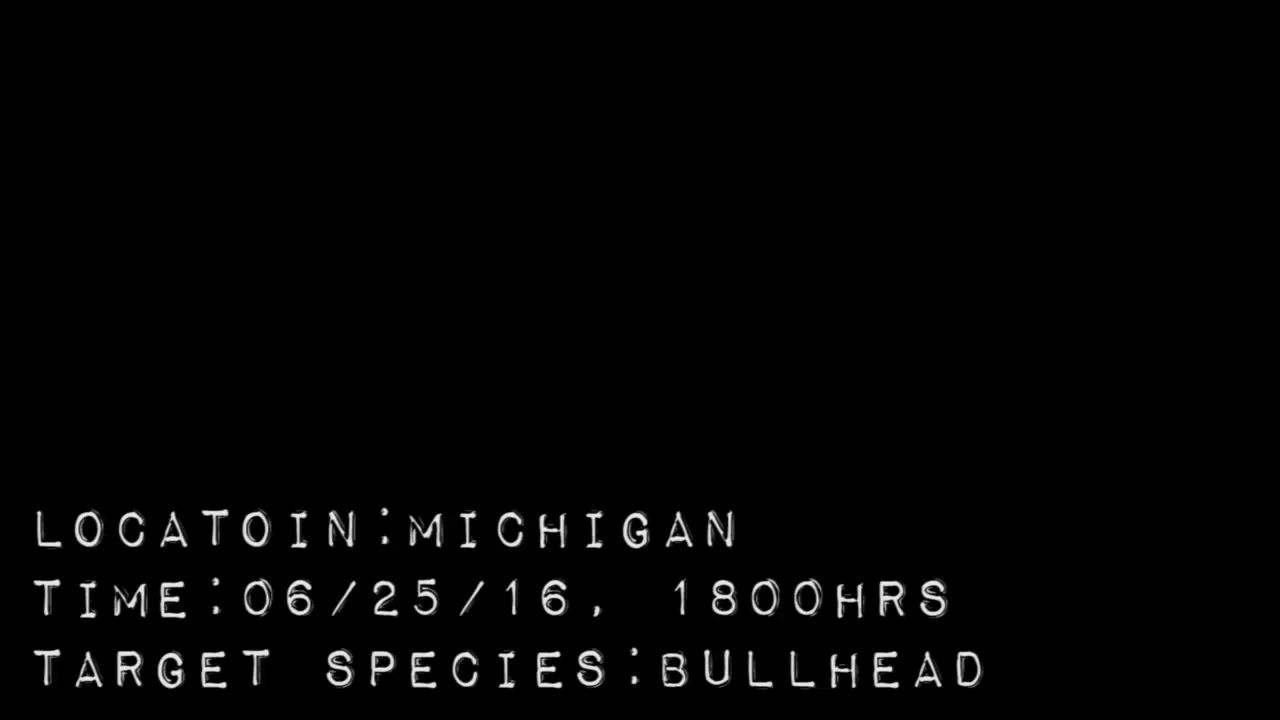 LOCATOIN:MICHIGAN
TIME:06/25/16, 1800HRS
TARGET SPECIES:BULLHEAD